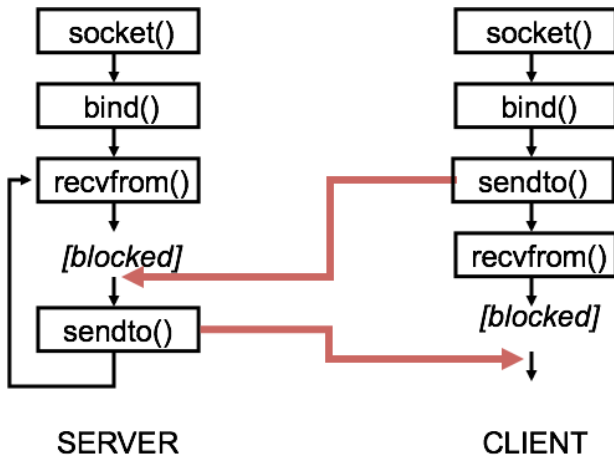 socket()
bind()
recvfrom()
[blocked]
sendto()
SERVER
socket()
bind()
sendto()
recvfrom()
[blocked]
CLIENT